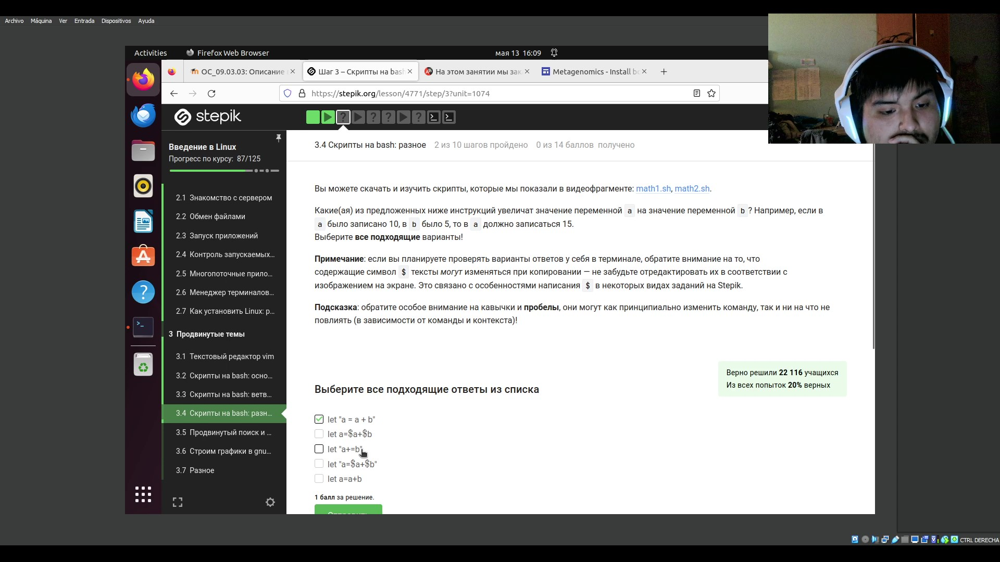 Archivo Máquina Ver Entrada Dispositivos Ayuda
Activities Firefox Web Browser мая 13 16:09
ОС_09.03.03: Описание Шаг 3 – Скрипты на bash На этом занятии мы зак Metagenomics - Install bo
https://stepik.org/lesson/4771/step/3?unit=1074
stepik
Введение в Linux
Прогресс по курсу: 87/125
2.1 Знакомство с сервером
2.2 Обмен файлами
2.3 Запуск приложений
2.4 Контроль запускаемых...
2.5 Многопоточные прило...
2.6 Менеджер терминалов...
2.7 Как установить Linux: р...
3 Продвинутые темы
3.1 Текстовый редактор vim
3.2 Скрипты на bash: осно...
3.3 Скрипты на bash: ветв...
3.4 Скрипты на bash: разн...
3.5 Продвинутый поиск и ...
3.6 Строим графики в gnu...
3.7 Разное
3.4 Скрипты на bash: разное 2 из 10 шагов пройдено 0 из 14 баллов получено
Вы можете скачать и изучить скрипты, которые мы показали в видеофрагменте: math1.sh, math2.sh.
Какие(ая) из предложенных ниже инструкций увеличат значение переменной a на значение переменной b? Например, если в
a было записано 10, в b было 5, то в a должно записаться 15.
Выберите все подходящие варианты!
Примечание: если вы планируете проверять варианты ответов у себя в терминале, обратите внимание на то, что
содержащие символ $ тексты могут изменяться при копировании — не забудьте отредактировать их в соответствии с
изображением на экране. Это связано с особенностями написания $ в некоторых видах заданий на Stepik.
Подсказка: обратите особое внимание на кавычки и пробелы, они могут как принципиально изменить команду, так и ни на что не
повлиять (в зависимости от команды и контекста)!
Верно решили 22 116 учащихся
Из всех попыток 20% верных
Выберите все подходящие ответы из списка
let "a = a + b"
let a=$a+$b
let "a+=b"
let "a=$a+$b"
let a=a+b
1 балл за решение.
CTRL DERECHA